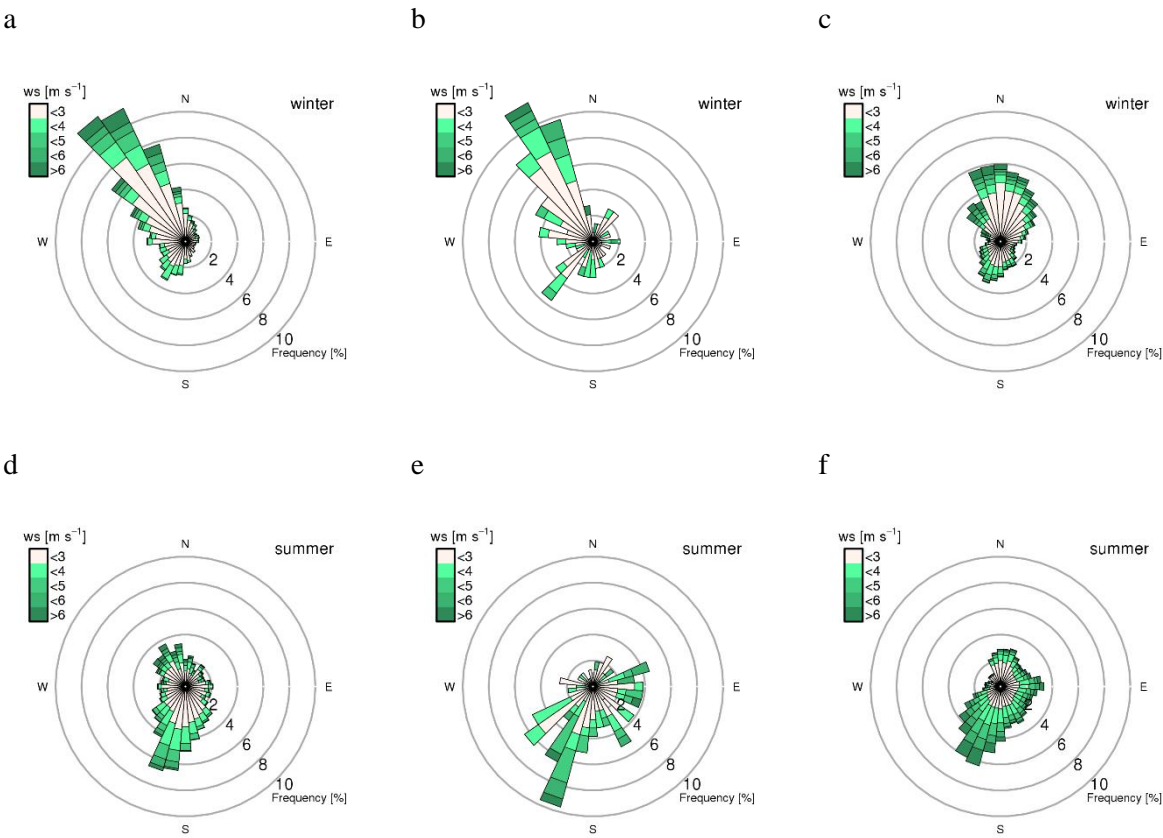 a
b
c
ws [m s⁻¹]
<3
<4
<5
<6
>6
winter
N
W
E
S
2
4
6
8
10
Frequency [%]
ws [m s⁻¹]
<3
<4
<5
<6
>6
winter
N
W
E
S
2
4
6
8
10
Frequency [%]
ws [m s⁻¹]
<3
<4
<5
<6
>6
winter
N
W
E
S
2
4
6
8
10
Frequency [%]
d
e
f
ws [m s⁻¹]
<3
<4
<5
<6
>6
summer
N
W
E
S
2
4
6
8
10
Frequency [%]
ws [m s⁻¹]
<3
<4
<5
<6
>6
summer
N
W
E
S
2
4
6
8
10
Frequency [%]
ws [m s⁻¹]
<3
<4
<5
<6
>6
summer
N
W
E
S
2
4
6
8
10
Frequency [%]